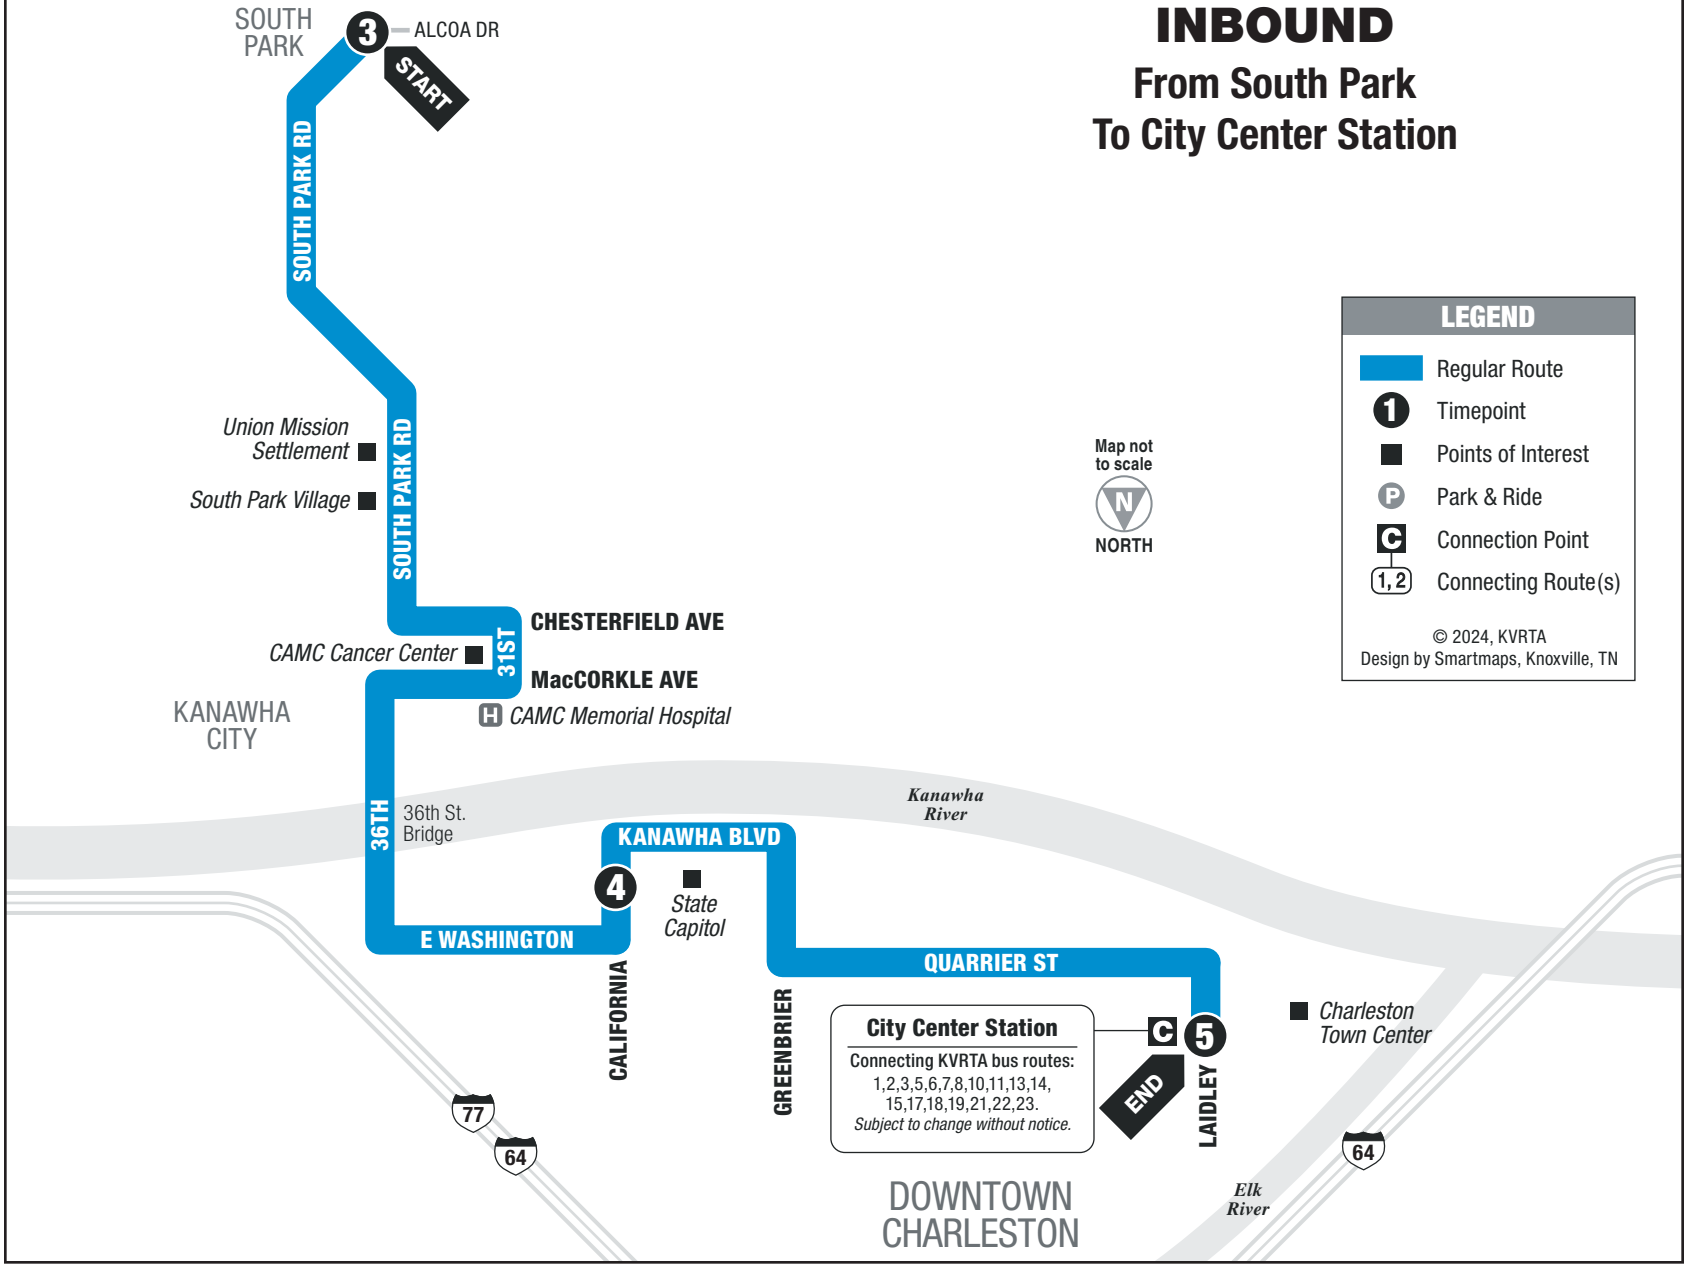 INBOUND
From South Park
To City Center Station
SOUTH
PARK
3
ALCOA DR
START
SOUTH PARK RD
Union Mission
Settlement
South Park Village
SOUTH PARK RD
CHESTERFIELD AVE
31ST
CAMC Cancer Center
MacCORKLE AVE
H CAMC Memorial Hospital
KANAWHA
CITY
36TH
36th St.
Bridge
Kanawha
River
KANAWHA BLVD
4
State
Capitol
E WASHINGTON
CALIFORNIA
GREENBRIER
QUARRIER ST
City Center Station
Connecting KVRTA bus routes:
1,2,3,5,6,7,8,10,11,13,14,
15,17,18,19,21,22,23.
Subject to change without notice.
C
5
END
LAIDLEY
Charleston
Town Center
77
64
64
Elk
River
DOWNTOWN
CHARLESTON
Map not
to scale
N
NORTH
LEGEND
Regular Route
1 Timepoint
Points of Interest
P Park & Ride
C Connection Point
1,2 Connecting Route(s)
© 2024, KVRTA
Design by Smartmaps, Knoxville, TN